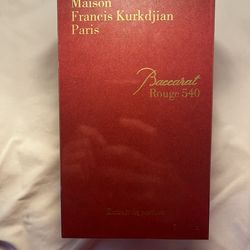 Maison
Francis Kurkdjian
Paris
Baccarat
Rouge 540
Extrait de parfum